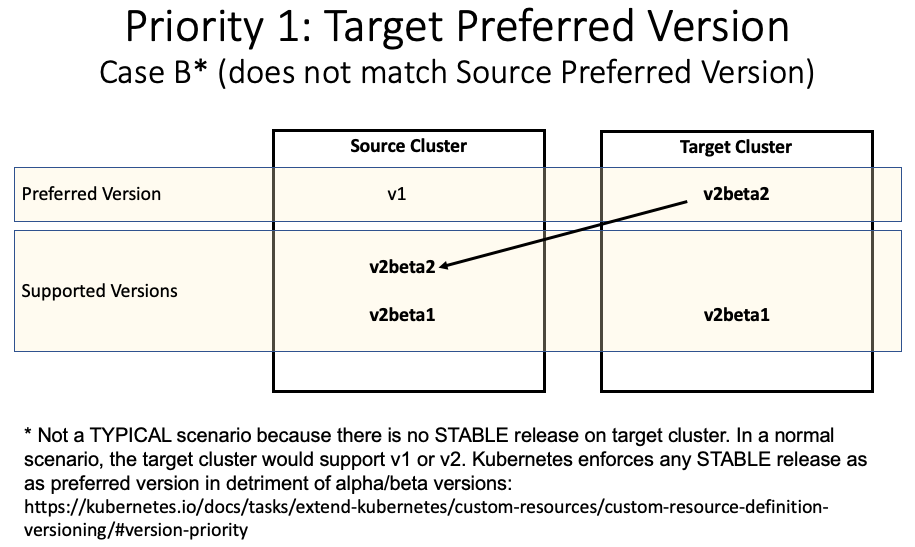 Priority 1: Target Preferred Version
Case B* (does not match Source Preferred Version)
Source Cluster
Target Cluster
Preferred Version
v1
v2beta2
Supported Versions
v2beta2
v2beta1
v2beta1
* Not a TYPICAL scenario because there is no STABLE release on target cluster. In a normal
scenario, the target cluster would support v1 or v2. Kubernetes enforces any STABLE release as
as preferred version in detriment of alpha/beta versions:
https://kubernetes.io/docs/tasks/extend-kubernetes/custom-resources/custom-resource-definition-
versioning/#version-priority